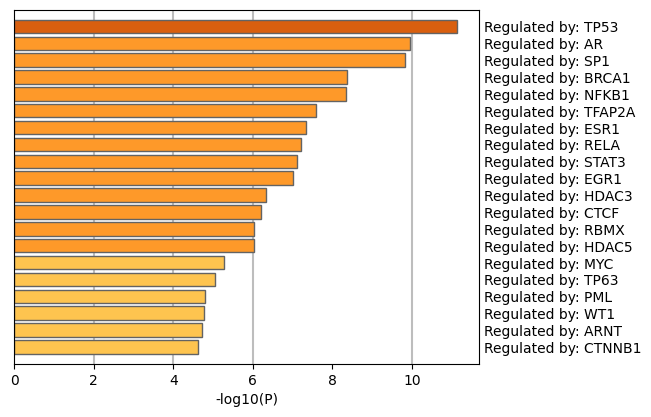 Regulated by: TP53
Regulated by: AR
Regulated by: SP1
Regulated by: BRCA1
Regulated by: NFKB1
Regulated by: TFAP2A
Regulated by: ESR1
Regulated by: RELA
Regulated by: STAT3
Regulated by: EGR1
Regulated by: HDAC3
Regulated by: CTCF
Regulated by: RBMX
Regulated by: HDAC5
Regulated by: MYC
Regulated by: TP63
Regulated by: PML
Regulated by: WT1
Regulated by: ARNT
Regulated by: CTNNB1
0 2 4 6 8 10
-log10(P)